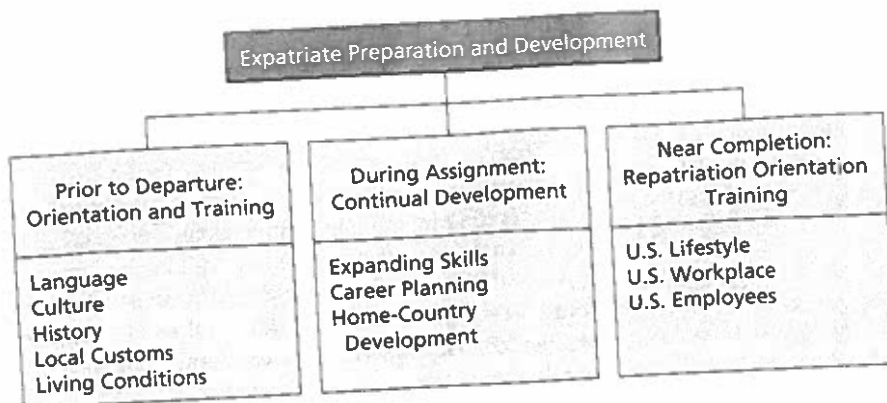 Expatriate Preparation and Development
Prior to Departure:
Orientation and Training
Language
Culture
History
Local Customs
Living Conditions
During Assignment:
Continual Development
Expanding Skills
Career Planning
Home-Country
Development
Near Completion:
Repatriation Orientation
Training
U.S. Lifestyle
U.S. Workplace
U.S. Employees